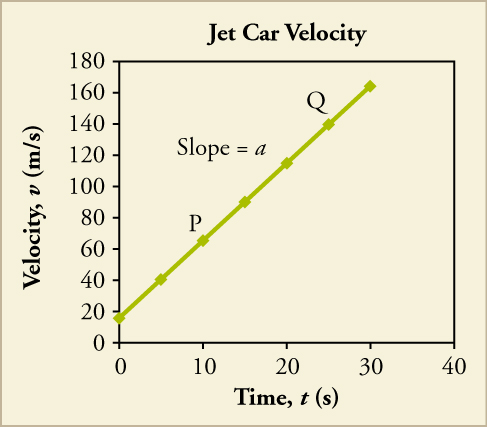 Jet Car Velocity
180
160
140
120
100
80
60
40
20
0
Velocity, v (m/s)
Q
Slope = a
P
0 10 20 30 40
Time, t (s)